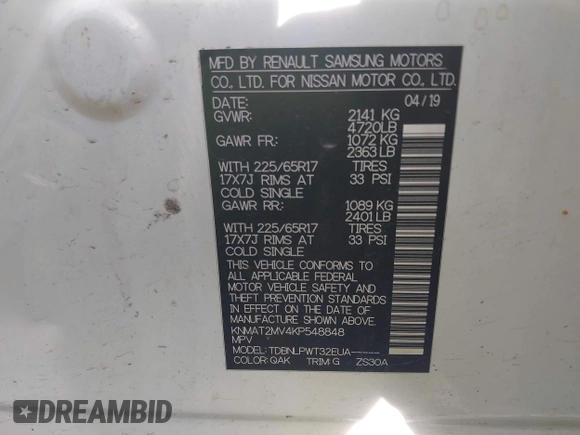 MFD BY RENAULT SAMSUNG MOTORS
CO., LTD. FOR NISSAN MOTOR CO., LTD.
DATE: 04/19
GVWR: 2141 KG
4720LB
GAWR FR: 1072 KG
2363 LB
WITH 225/65R17 TIRES
17X7J RIMS AT 33 PSI
COLD SINGLE
GAWR RR: 1089 KG
2401 LB
WITH 225/65R17 TIRES
17X7J RIMS AT 33 PSI
COLD SINGLE
THIS VEHICLE CONFORMS TO
ALL APPLICABLE FEDERAL
MOTOR VEHICLE SAFETY AND
THEFT PREVENTION STANDARDS
IN EFFECT ON THE DATE OF
MANUFACTURE SHOWN ABOVE.
KNMAT2MV4KP548848
MPV
MODEL: TDBNLPWT32EUA-----
COLOR: QAK TRIM: G ZS30A
DREAMBID